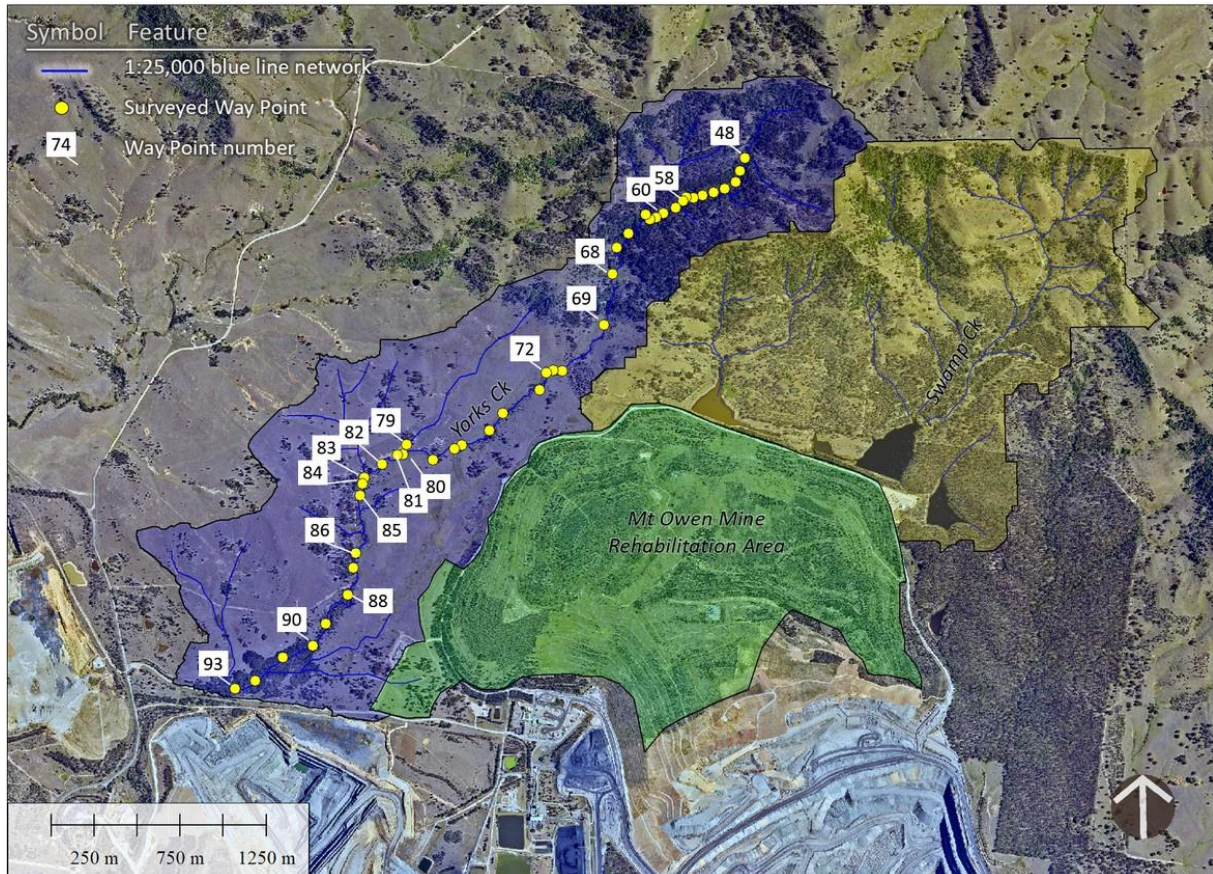 Symbol Feature
1:25,000 blue line network
Surveyed Way Point
74 Way Point number
48
58
60
68
69
72
Yorks Ck
Swamp Ck
79
82
83
84
81
80
85
86
88
90
93
Mt Owen Mine
Rehabilitation Area
250 m 750 m 1250 m